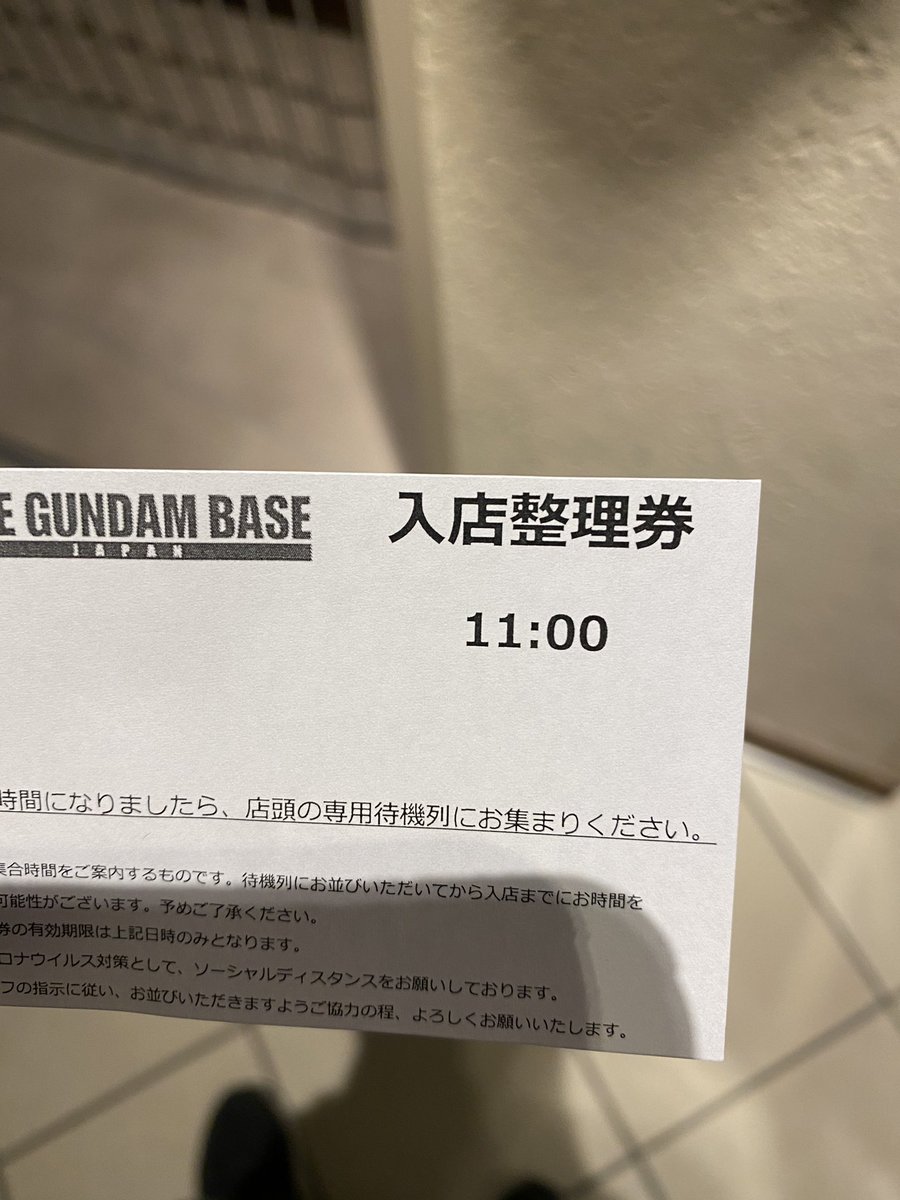 E GUNDAM BASE
JAPAN
入店整理券
11:00
時間になりましたら、店頭の専用待機列にお集まりください。
集合時間をご案内するものです。待機列にお並びいただいてから入店までにお時間を
可能性がございます。予めご了承ください。
券の有効期限は上記日時のみとなります。
ロナウイルス対策として、ソーシャルディスタンスをお願いしております。
フの指示に従い、お並びいただきますようご協力の程、よろしくお願いいたします。